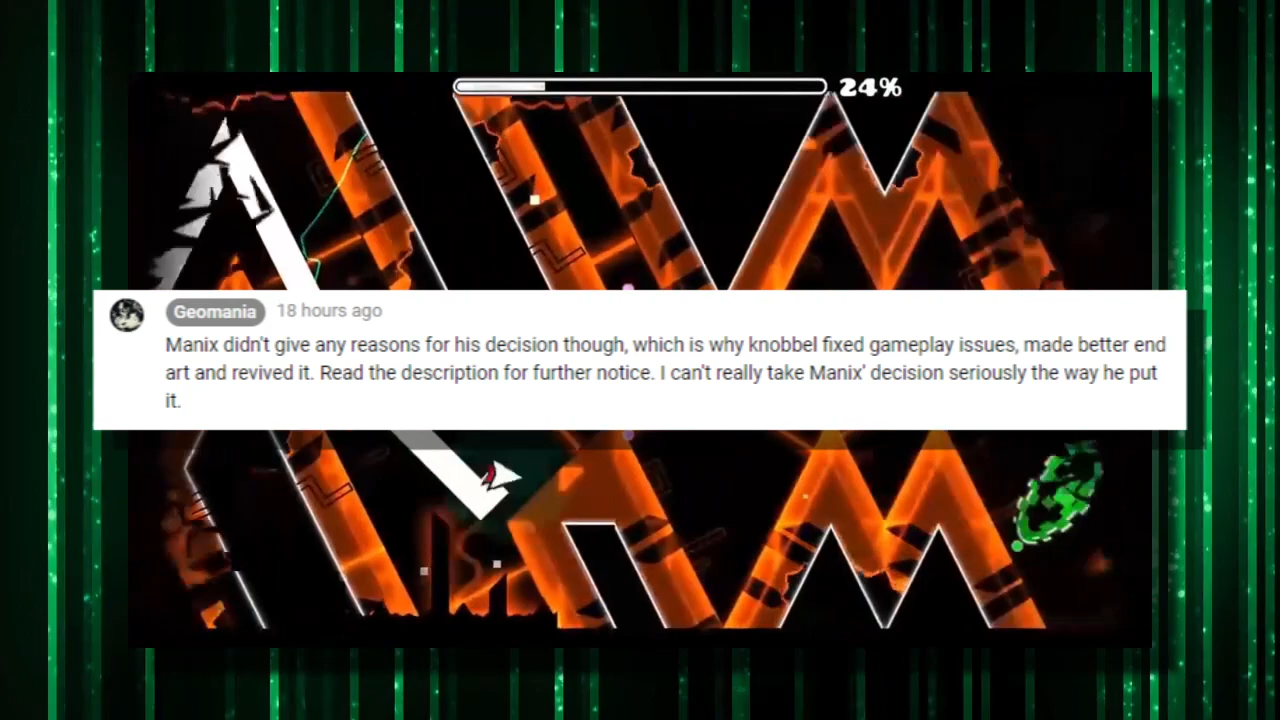 24%
Geomania 18 hours ago
Manix didn't give any reasons for his decision though, which is why knobbel fixed gameplay issues, made better end
art and revived it. Read the description for further notice. I can't really take Manix' decision seriously the way he put
it.